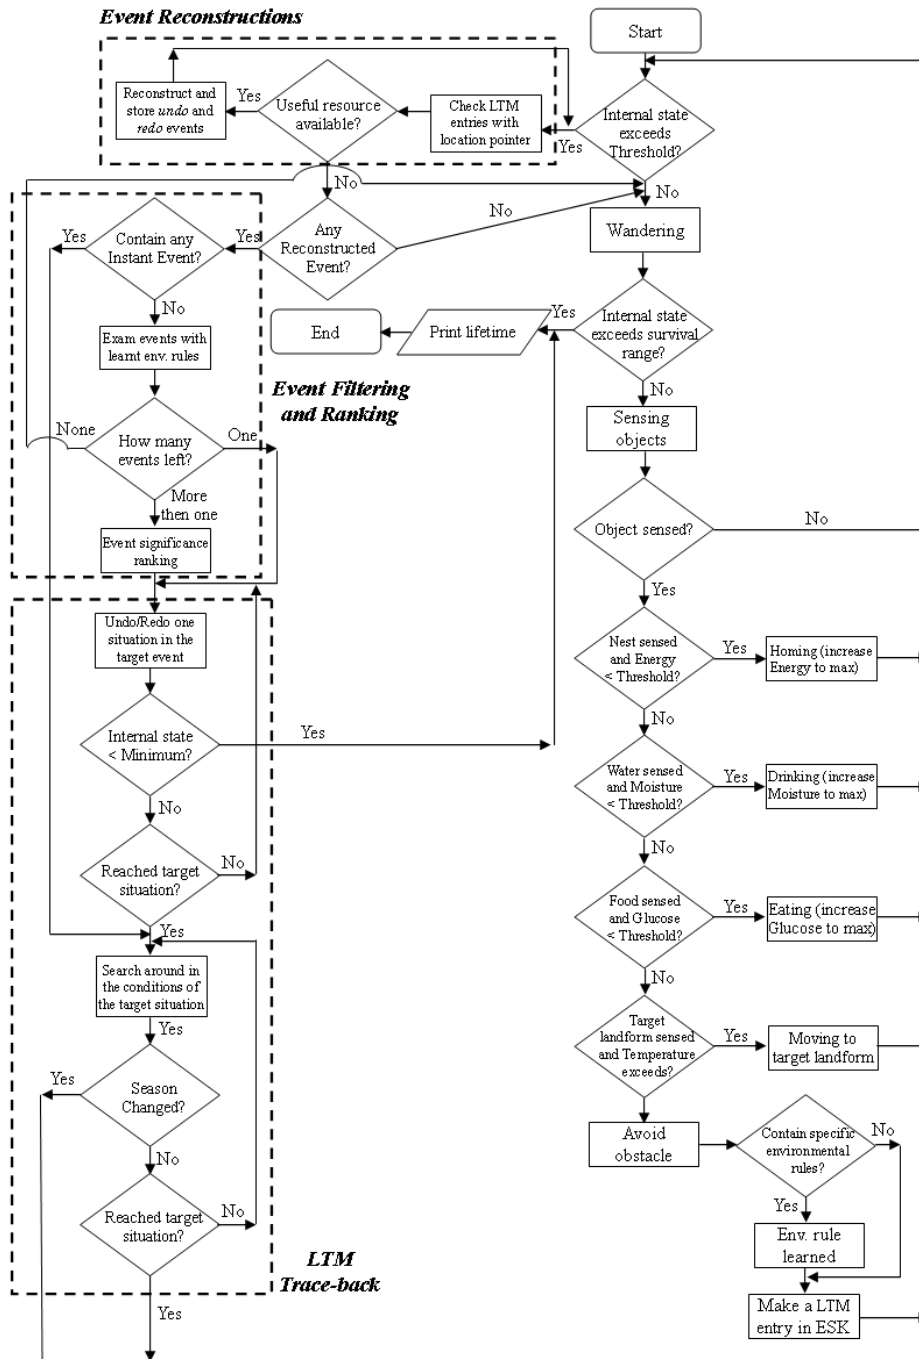 Event Reconstructions
Start
Reconstruct and
store undo and
redo events
Yes
Useful resource
available?
Check LTM
entries with
location pointer
Yes
Internal state
exceeds
Threshold?
No
No
No
Wandering
Yes
Contain any
Instant Event?
Yes
Any
Reconstructed
Event?
No
Exam events with
learnt env. rules
End
Print lifetime
Yes
Internal state
exceeds survival
range?
No
Event Filtering
and Ranking
None
How many
events left?
One
More
then one
Event significance
ranking
Sensing
objects
Object sensed?
No
Yes
Undo/Redo one
situation in the
target event
Nest sensed
and Energy
< Threshold?
Yes
Homing (increase
Energy to max)
No
Internal state
< Minimum?
Yes
No
Water sensed
and Moisture
< Threshold?
Yes
Drinking (increase
Moisture to max)
No
Reached target
situation?
No
Yes
Food sensed
and Glucose
< Threshold?
Yes
Eating (increase
Glucose to max)
No
Search around in
the conditions of
the target situation
Yes
Target
landform sensed
and Temperature
exceeds?
Yes
Moving to
target landform
Yes
Season
Changed?
No
Avoid
obstacle
Contain specific
environmental
rules?
No
Yes
Reached target
situation?
No
Env. rule
learned
LTM
Trace-back
Yes
Make a LTM
entry in ESK